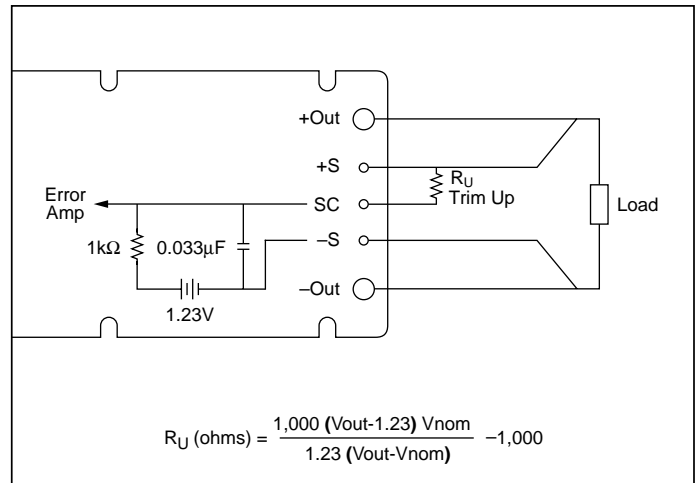 +Out
+S
R_U
Trim Up
Error
Amp
SC
Load
1kΩ
0.033µF
–S
–Out
1.23V
R_U (ohms) = 1,000 (Vout-1.23) Vnom / 1.23 (Vout-Vnom) –1,000